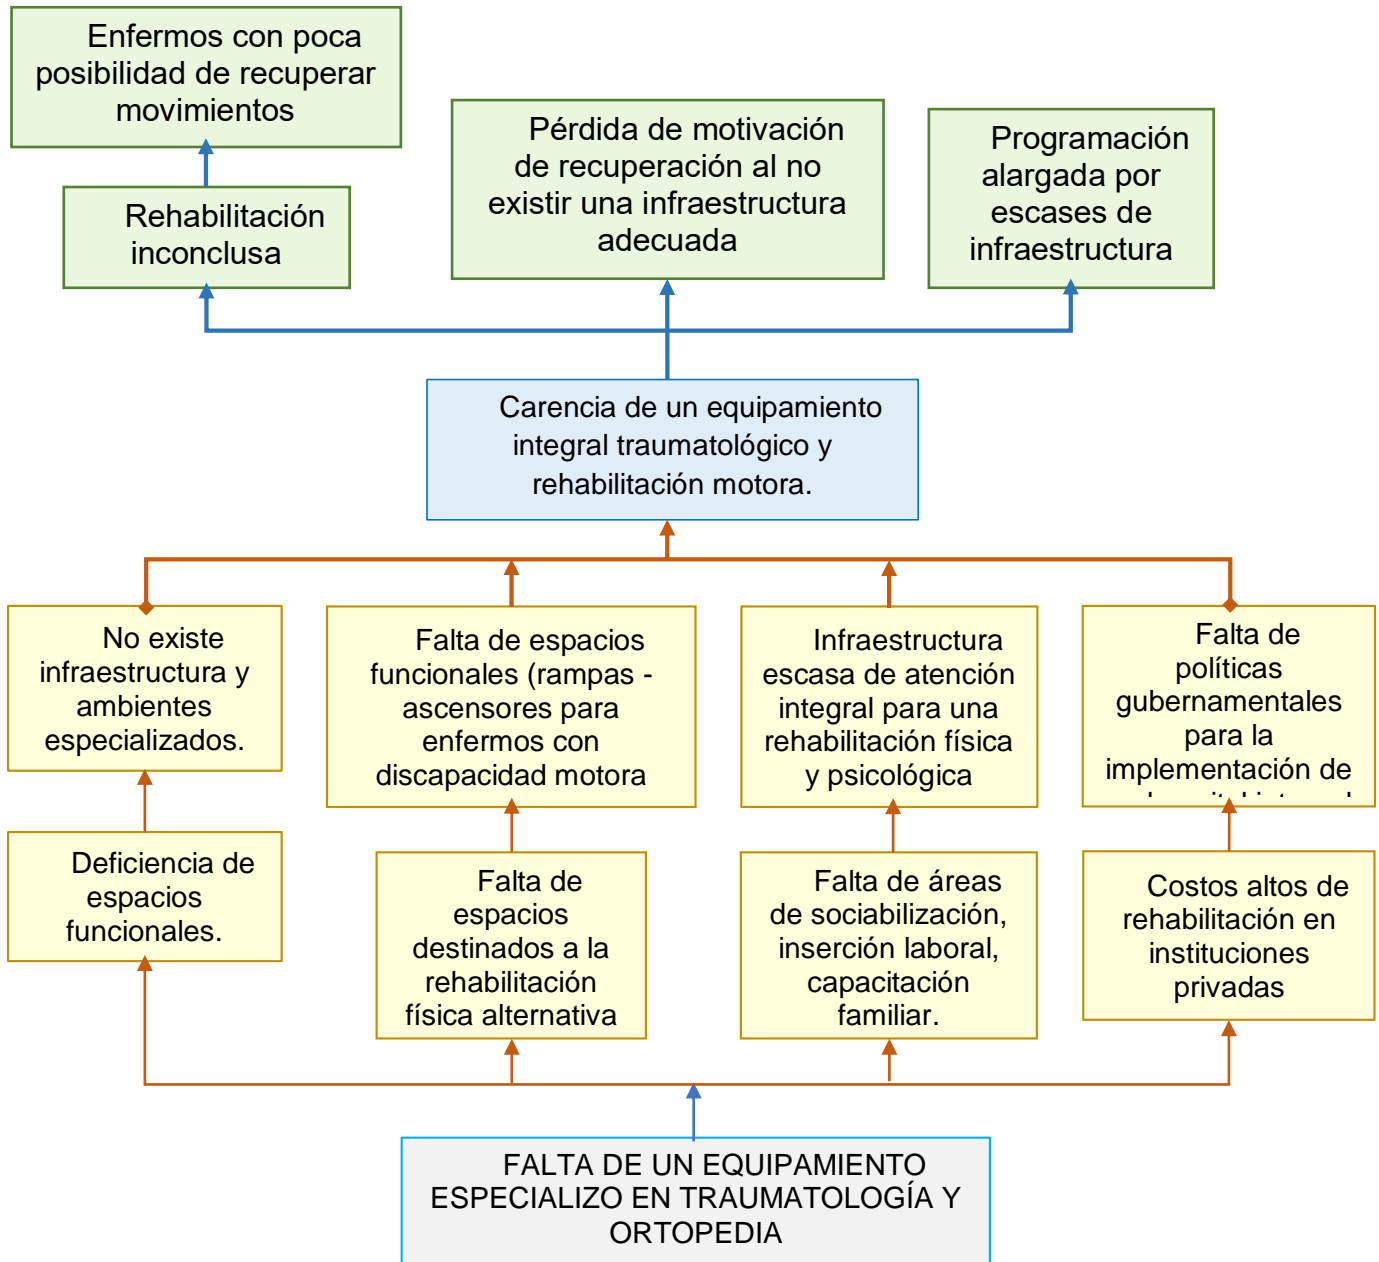 Enfermos con poca
posibilidad de recuperar
movimientos
Pérdida de motivación
de recuperación al no
existir una infraestructura
adecuada
Programación
alargada por
escases de
infraestructura
Rehabilitación
inconclusa
Carencia de un equipamiento
integral traumatológico y
rehabilitación motora.
No existe
infraestructura y
ambientes
especializados.
Falta de espacios
funcionales (rampas -
ascensores para
enfermos con
discapacidad motora
Infraestructura
escasa de atención
integral para una
rehabilitación física
y psicológica
Falta de
políticas
gubernamentales
para la
implementación de
Deficiencia de
espacios
funcionales.
Falta de
espacios
destinados a la
rehabilitación
física alternativa
Falta de áreas
de sociabilización,
inserción laboral,
capacitación
familiar.
Costos altos de
rehabilitación en
instituciones
privadas
FALTA DE UN EQUIPAMIENTO
ESPECIALIZO EN TRAUMATOLOGÍA Y
ORTOPEDIA